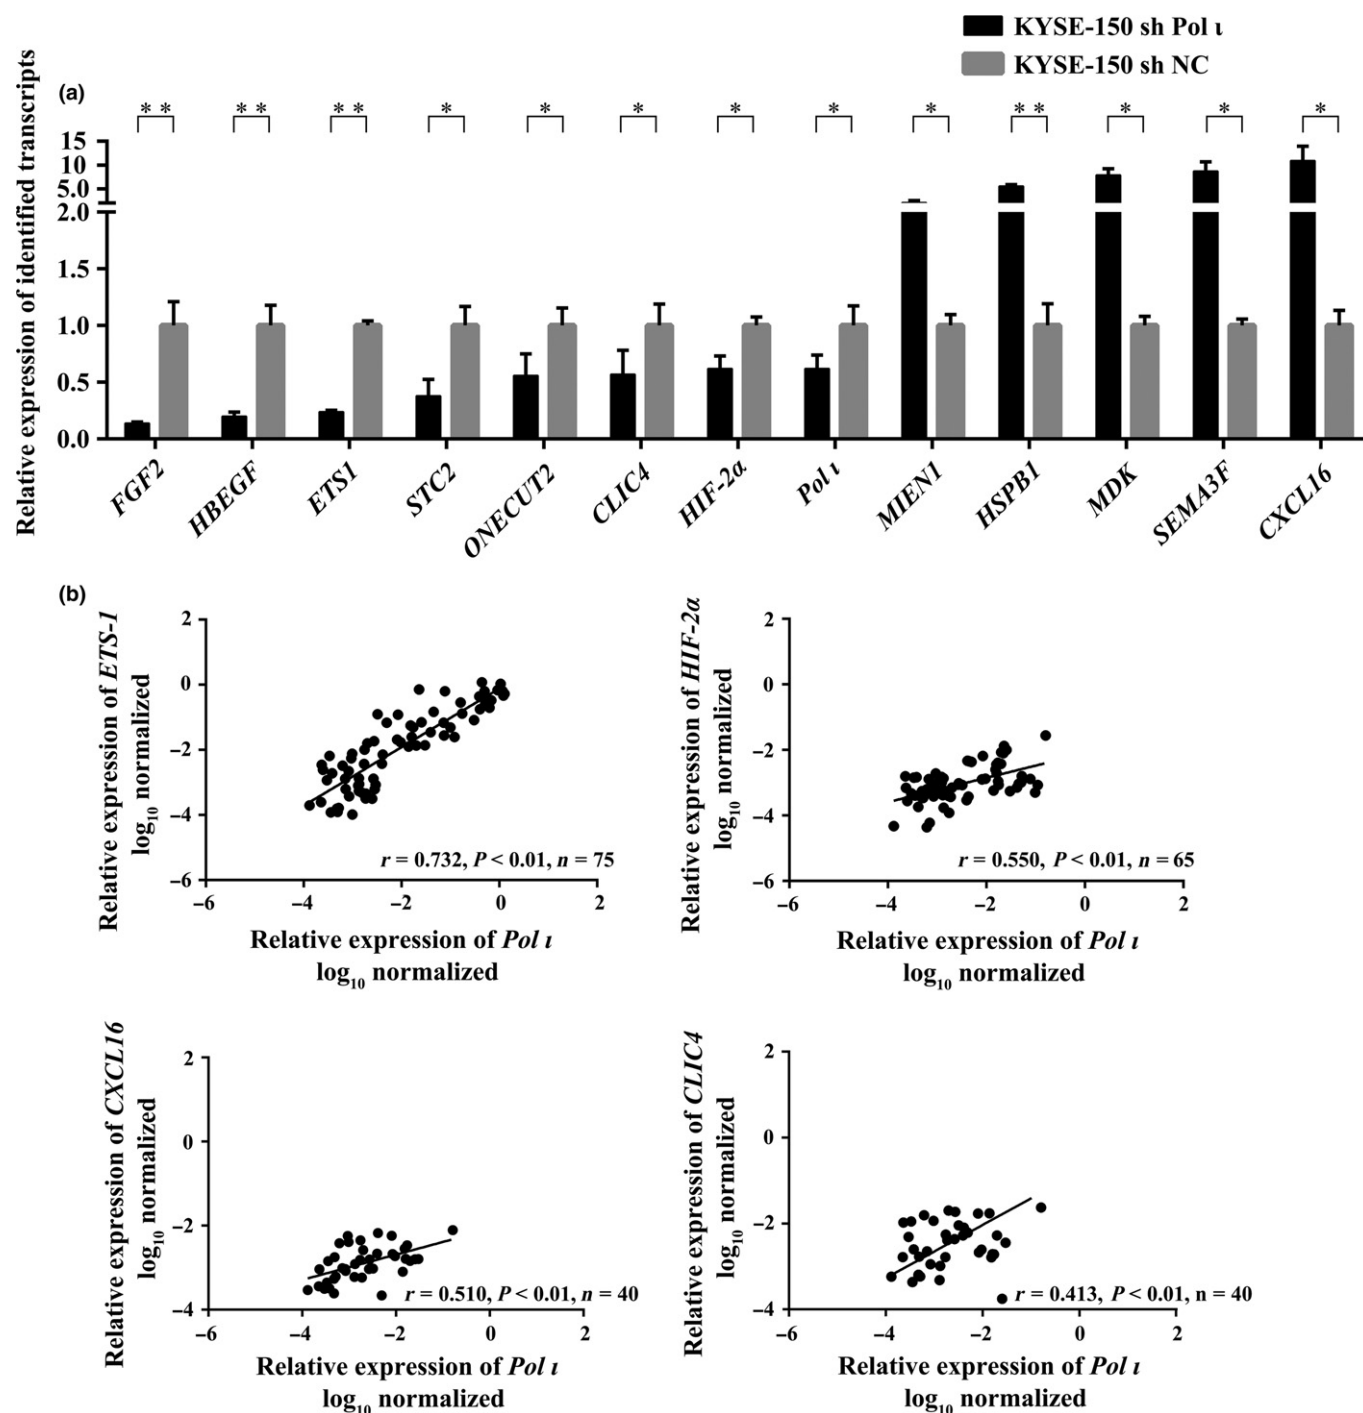 KYSE-150 sh Pol ι
KYSE-150 sh NC
(a)
Relative expression of identified transcripts
** ** ** * * * * * * ** * * *
15
10
5.0
2.0
1.5
1.0
0.5
0.0
FGF2 HBEGF ETS1 STC2 ONECUT2 CLIC4 HIF-2α Pol ι MIEN1 HSPB1 MDK SEMA3F CXCL16
(b)
Relative expression of ETS-1
log₁₀ normalized
2
0
−2
−4
−6
r = 0.732, P < 0.01, n = 75
−6 −4 −2 0 2
Relative expression of Pol ι
log₁₀ normalized
Relative expression of HIF-2α
log₁₀ normalized
2
0
−2
−4
−6
r = 0.550, P < 0.01, n = 65
−6 −4 −2 0 2
Relative expression of Pol ι
log₁₀ normalized
Relative expression of CXCL16
log₁₀ normalized
2
0
−2
−4
r = 0.510, P < 0.01, n = 40
−6 −4 −2 0 2
Relative expression of Pol ι
log₁₀ normalized
Relative expression of CLIC4
log₁₀ normalized
2
0
−2
−4
r = 0.413, P < 0.01, n = 40
−6 −4 −2 0 2
Relative expression of Pol ι
log₁₀ normalized